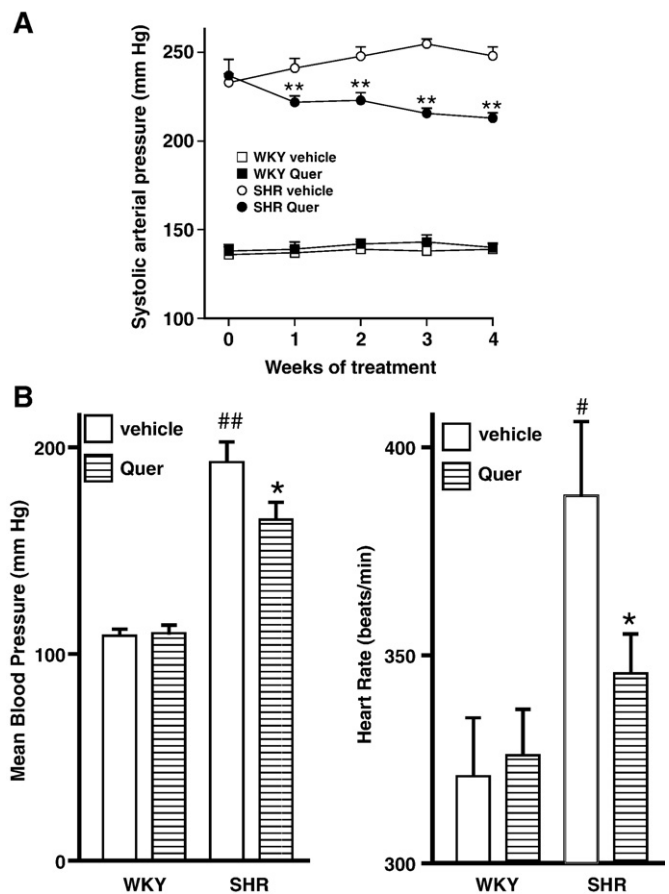 A
Systolic arterial pressure (mm Hg)
250
200
150
100
**
**
**
**
WKY vehicle
WKY Quer
SHR vehicle
SHR Quer
0 1 2 3 4
Weeks of treatment
B
Mean Blood Pressure (mm Hg)
200
100
0
vehicle
Quer
##
*
WKY SHR
Heart Rate (beats/min)
400
350
300
vehicle
Quer
#
*
WKY SHR